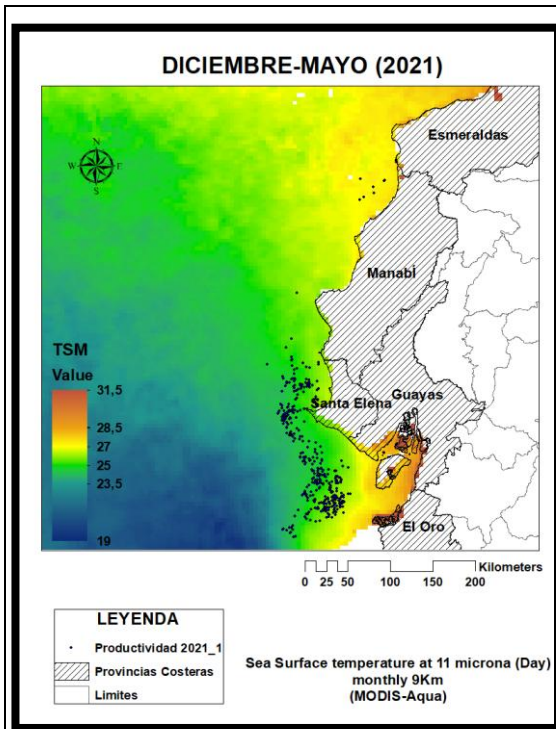 DICIEMBRE-MAYO (2021)
N
W E
S
Esmeraldas
Manabí
Santa Elena
Guayas
El Oro
TSM
Value
31,5
28,5
27
25
23,5
19
Kilometers
0 25 50 100 150 200
LEYENDA
Productividad 2021_1
Provincias Costeras
Limites
Sea Surface temperature at 11 microna (Day)
monthly 9Km
(MODIS-Aqua)